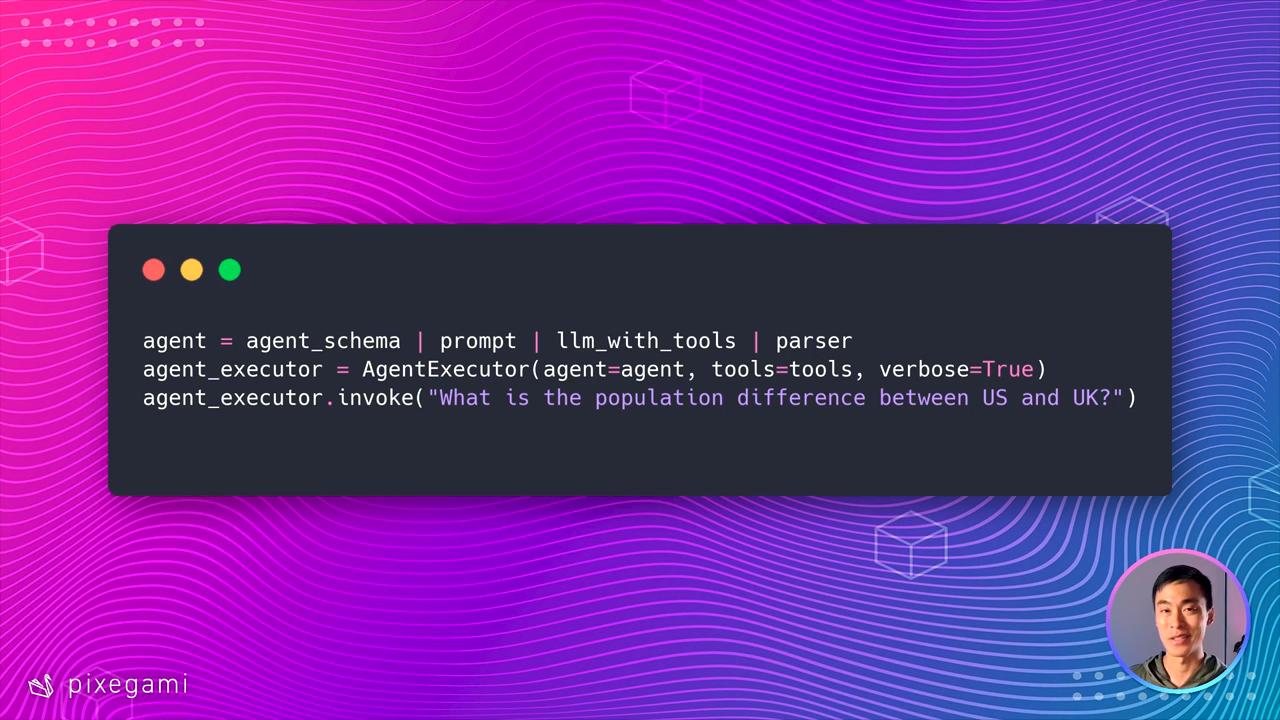 agent = agent_schema | prompt | llm_with_tools | parser
agent_executor = AgentExecutor(agent=agent, tools=tools, verbose=True)
agent_executor.invoke("What is the population difference between US and UK?")
pixegami